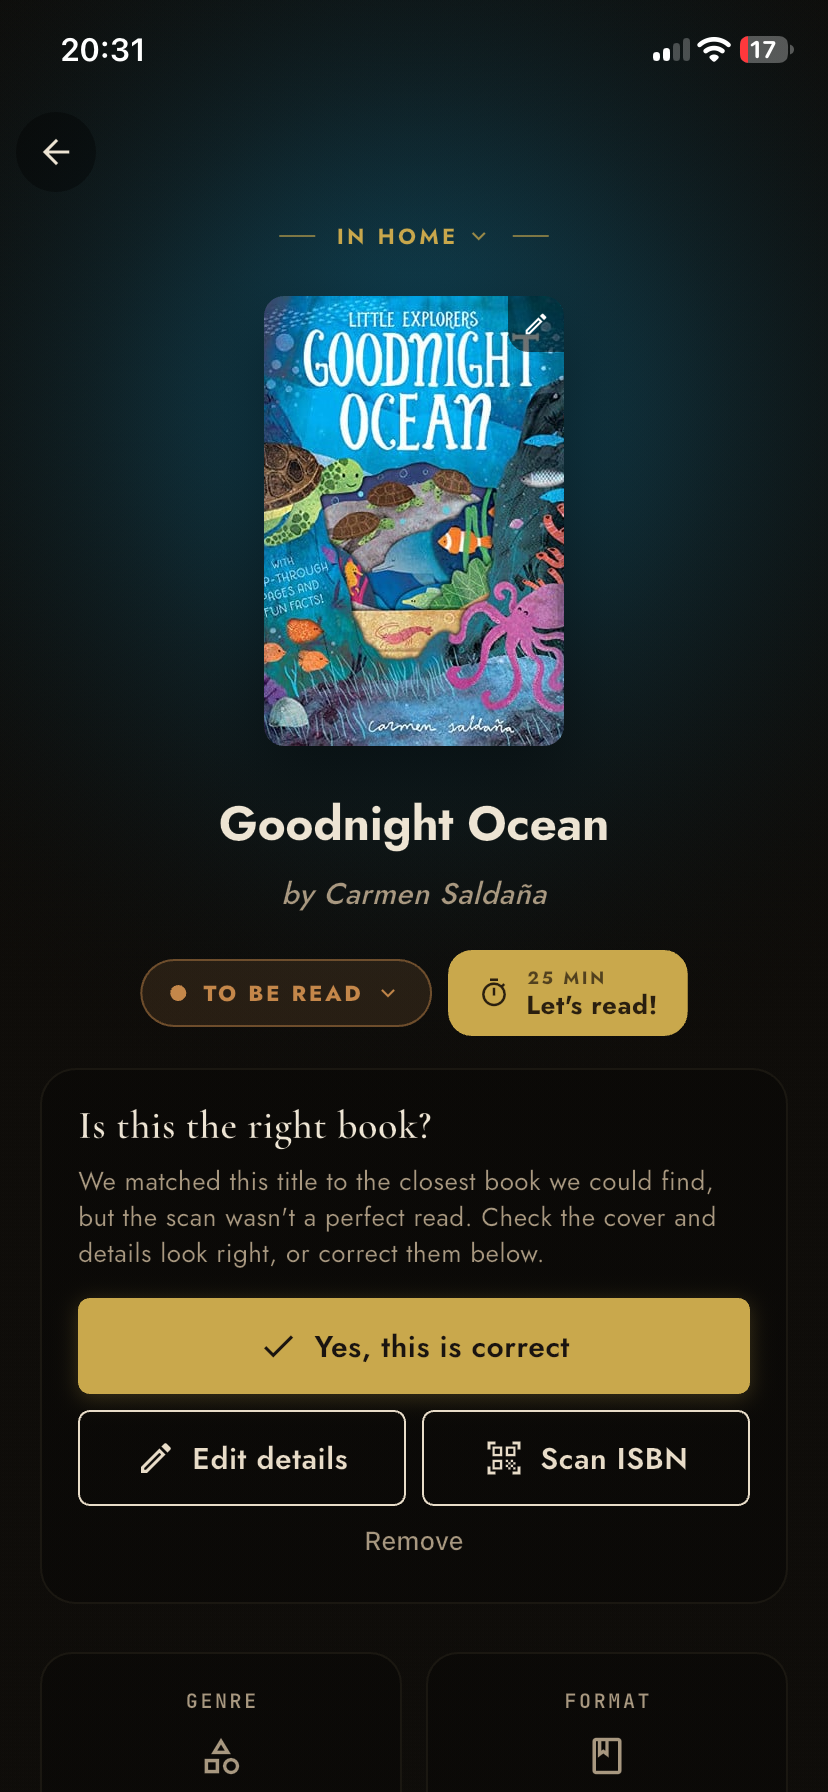 20:31
17
IN HOME
LITTLE EXPLORERS
GOODNIGHT
OCEAN
WITH
P-THROUGH
PAGES AND
FUN FACTS!
Carmen Saldaña
Goodnight Ocean
by Carmen Saldaña
TO BE READ
25 MIN
Let's read!
Is this the right book?
We matched this title to the closest book we could find,
but the scan wasn't a perfect read. Check the cover and
details look right, or correct them below.
Yes, this is correct
Edit details
Scan ISBN
Remove
GENRE
FORMAT